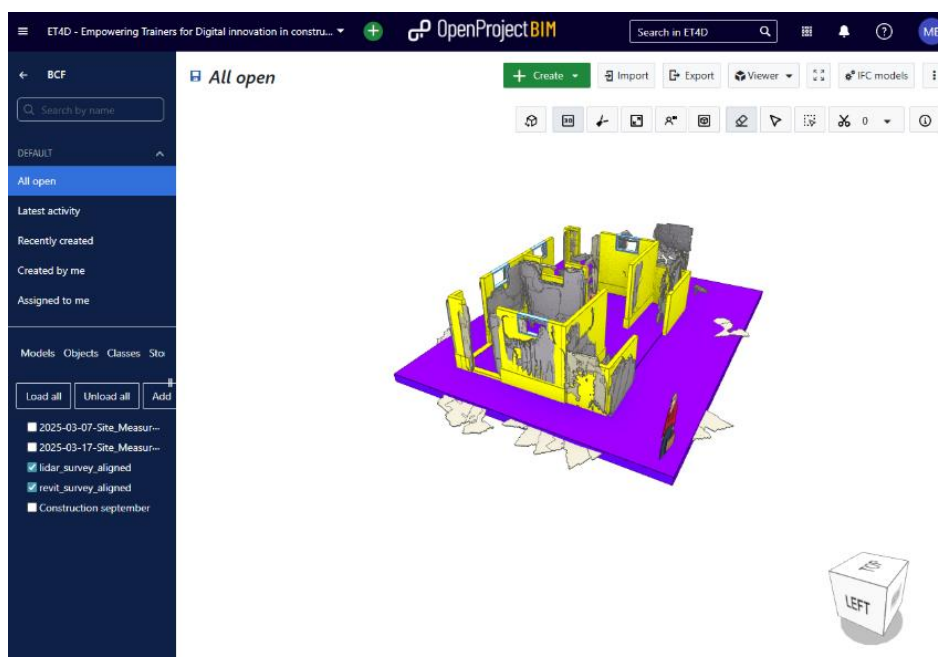 ET4D - Empowering Trainers for Digital innovation in constru...
OpenProject BIM
Search in ET4D
BCF
Search by name
DEFAULT
All open
Latest activity
Recently created
Created by me
Assigned to me
Models Objects Classes Sto
Load all
Unload all
Add
2025-03-07-Site_Measur---
2025-03-17-Site_Measur---
lidar_survey_aligned
revit_survey_aligned
Construction september
All open
Create
Import
Export
Viewer
IFC models
3D
0
TOP
LEFT